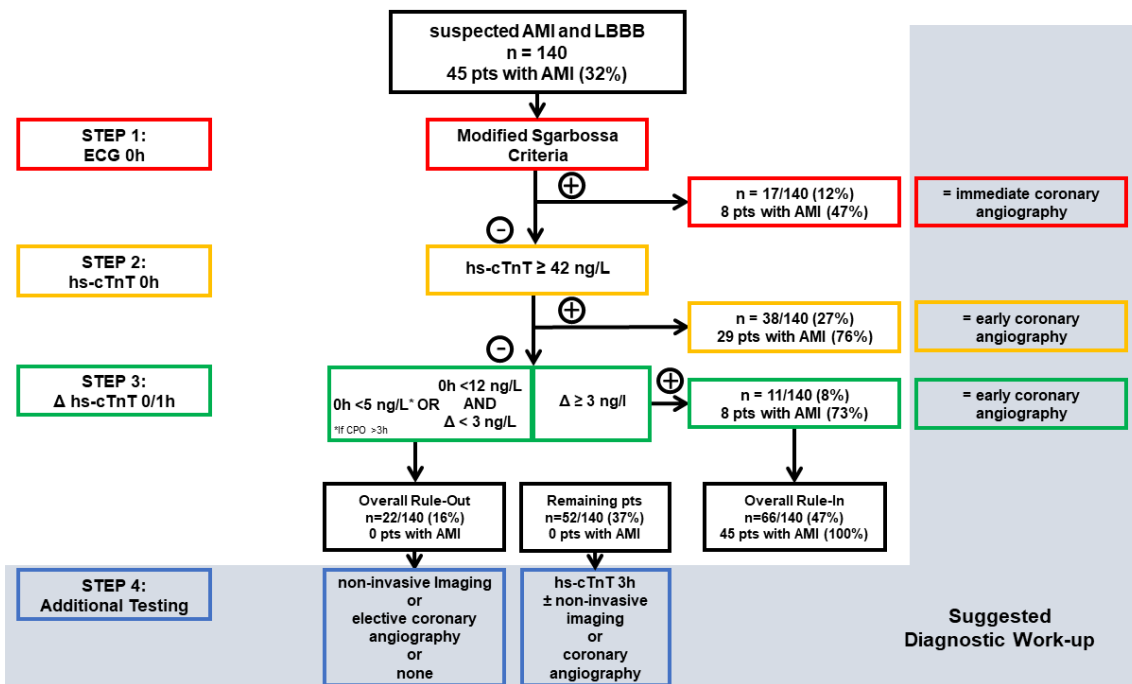 suspected AMI and LBBB
n = 140
45 pts with AMI (32%)
STEP 1:
ECG 0h
Modified Sgarbossa
Criteria
+
n = 17/140 (12%)
8 pts with AMI (47%)
= immediate coronary
angiography
-
STEP 2:
hs-cTnT 0h
hs-cTnT ≥ 42 ng/L
+
n = 38/140 (27%)
29 pts with AMI (76%)
= early coronary
angiography
-
STEP 3:
Δ hs-cTnT 0/1h
0h <5 ng/L* OR
*If CPO >3h
0h <12 ng/L
AND
Δ < 3 ng/L
Δ ≥ 3 ng/l
+
n = 11/140 (8%)
8 pts with AMI (73%)
= early coronary
angiography
Overall Rule-Out
n=22/140 (16%)
0 pts with AMI
Remaining pts
n=52/140 (37%)
0 pts with AMI
Overall Rule-In
n=66/140 (47%)
45 pts with AMI (100%)
STEP 4:
Additional Testing
non-invasive Imaging
or
elective coronary
angiography
or
none
hs-cTnT 3h
± non-invasive
imaging
or
coronary
angiography
Suggested
Diagnostic Work-up